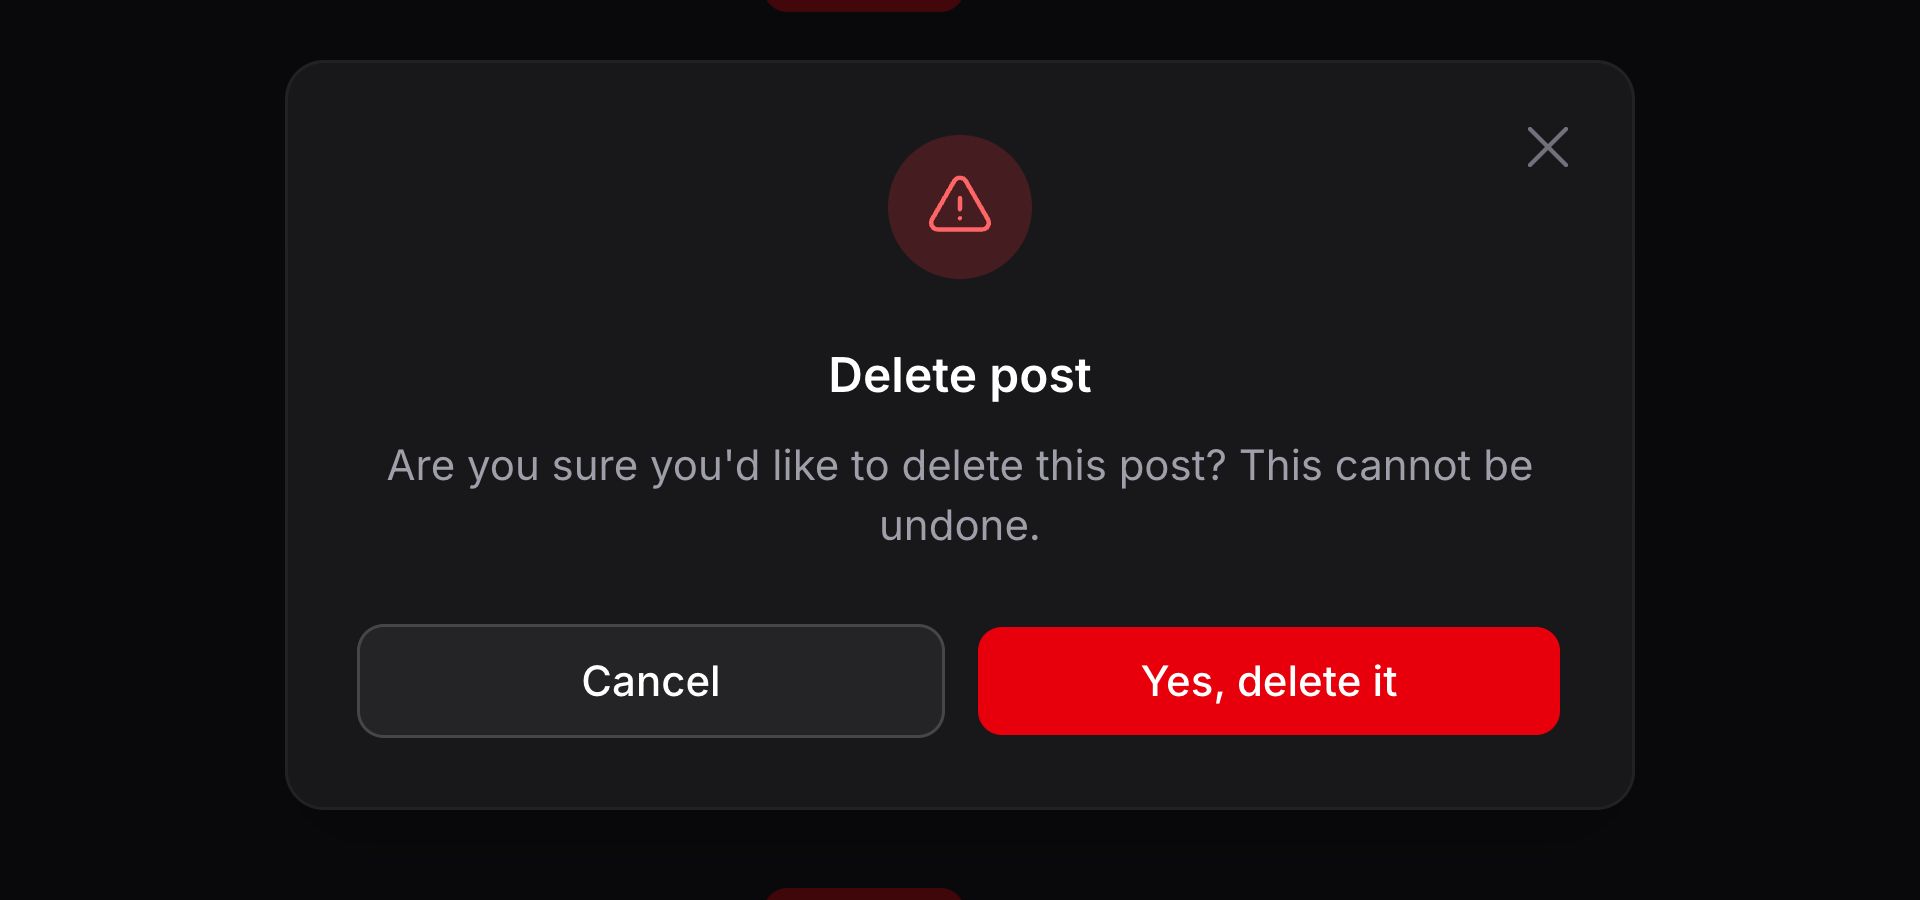 Delete post
Are you sure you'd like to delete this post? This cannot be
undone.
Cancel
Yes, delete it